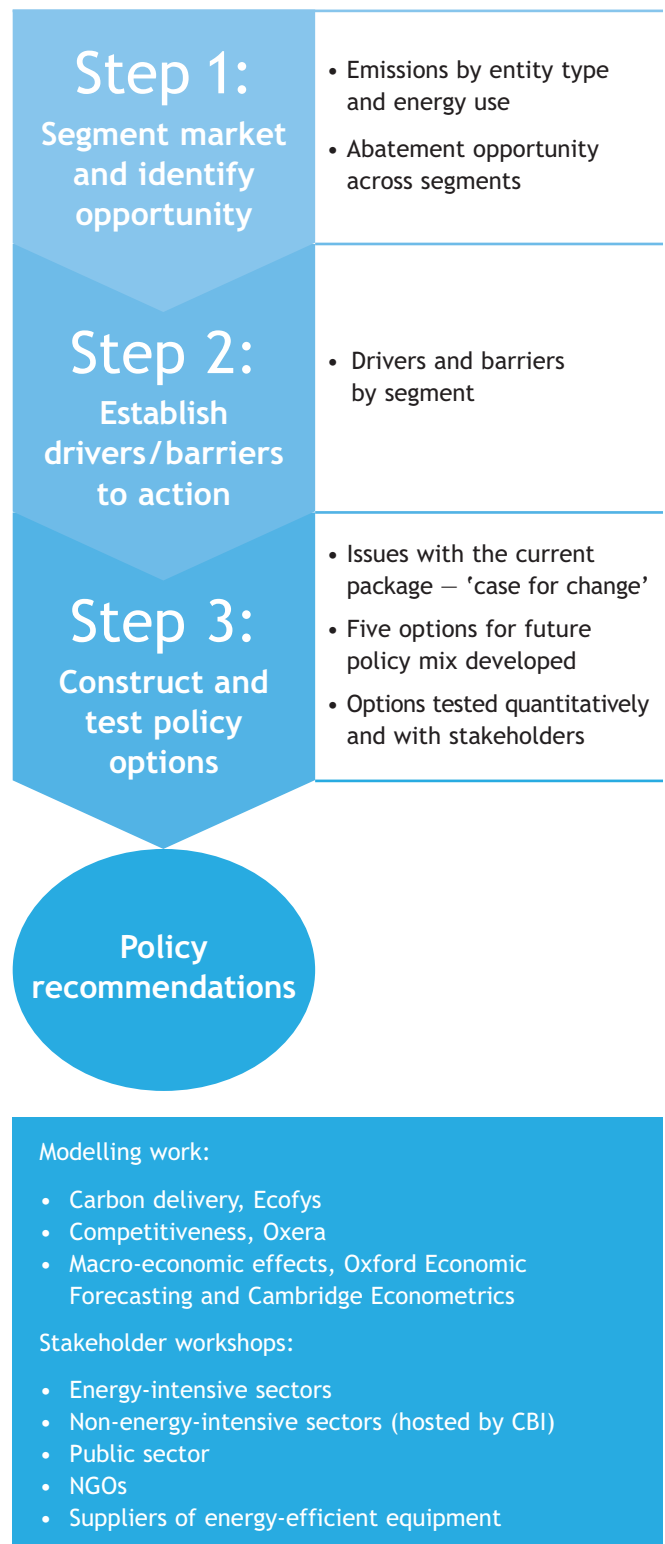 Step 1:
Segment market
and identify
opportunity
• Emissions by entity type
and energy use
• Abatement opportunity
across segments
Step 2:
Establish
drivers/barriers
to action
• Drivers and barriers
by segment
Step 3:
Construct and
test policy
options
• Issues with the current
package — ‘case for change’
• Five options for future
policy mix developed
• Options tested quantitatively
and with stakeholders
Policy
recommendations
Modelling work:
• Carbon delivery, Ecofys
• Competitiveness, Oxera
• Macro-economic effects, Oxford Economic
Forecasting and Cambridge Econometrics
Stakeholder workshops:
• Energy-intensive sectors
• Non-energy-intensive sectors (hosted by CBI)
• Public sector
• NGOs
• Suppliers of energy-efficient equipment